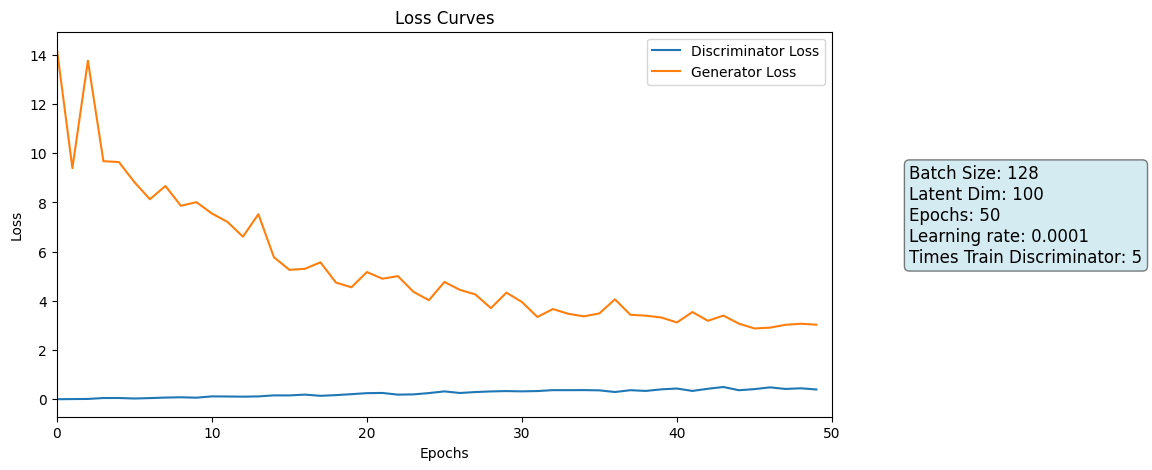 Loss Curves
Discriminator Loss
Generator Loss
14
12
10
8
6
4
2
0
Loss
0 10 20 30 40 50
Epochs
Batch Size: 128
Latent Dim: 100
Epochs: 50
Learning rate: 0.0001
Times Train Discriminator: 5